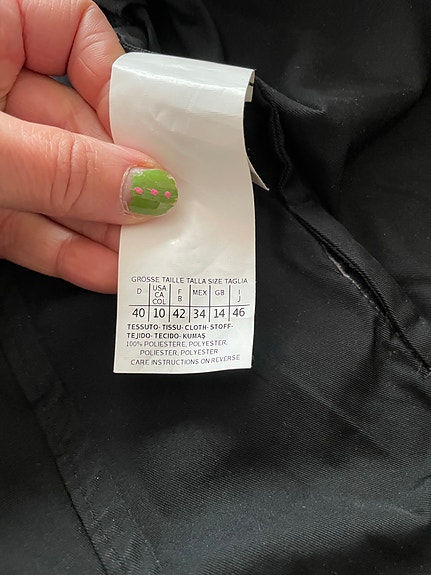 GROSSE TAILLE TALLA SIZE TAGLIA
D USA CA COL F B MEX GB I J
40 10 42 34 14 46
TESSUTO-TISSU-CLOTH-STOFF-
TEJIDO-TECIDO-KUMAŞ
100% POLIESTERE, POLYESTER,
POLIESTER, POLYESTER
CARE INSTRUCTIONS ON REVERSE